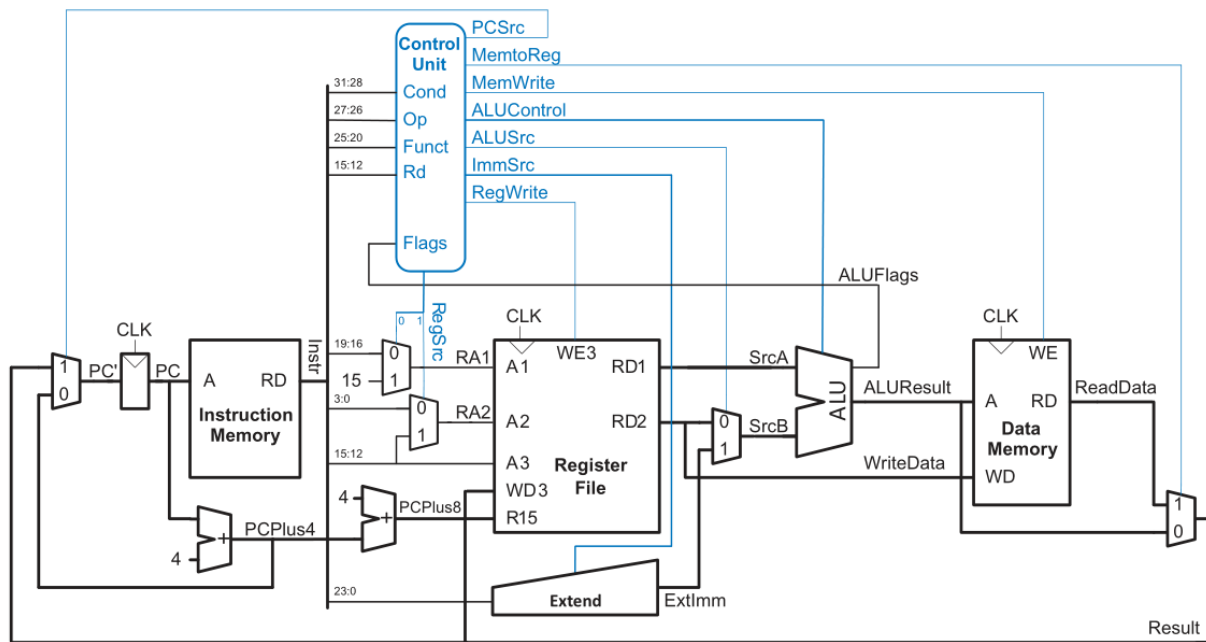 PCSrc
Control
Unit
MemtoReg
MemWrite
ALUControl
ALUSrc
ImmSrc
RegWrite
31:28
Cond
27:26
Op
25:20
Funct
15:12
Rd
Flags
ALUFlags
0 1
RegSrc
CLK
CLK
CLK
Instr
19:16
0
1
15
RA1
A1
WE3
RD1
SrcA
WE
1
0
PC'
PC
A
RD
Instruction
Memory
3:0
0
1
RA2
A2
RD2
0
1
SrcB
ALU
ALUResult
A
RD
ReadData
Data
Memory
15:12
A3
Register
File
WriteData
WD
WD3
4
+
PCPlus8
R15
1
0
4
+
PCPlus4
23:0
Extend
ExtImm
Result